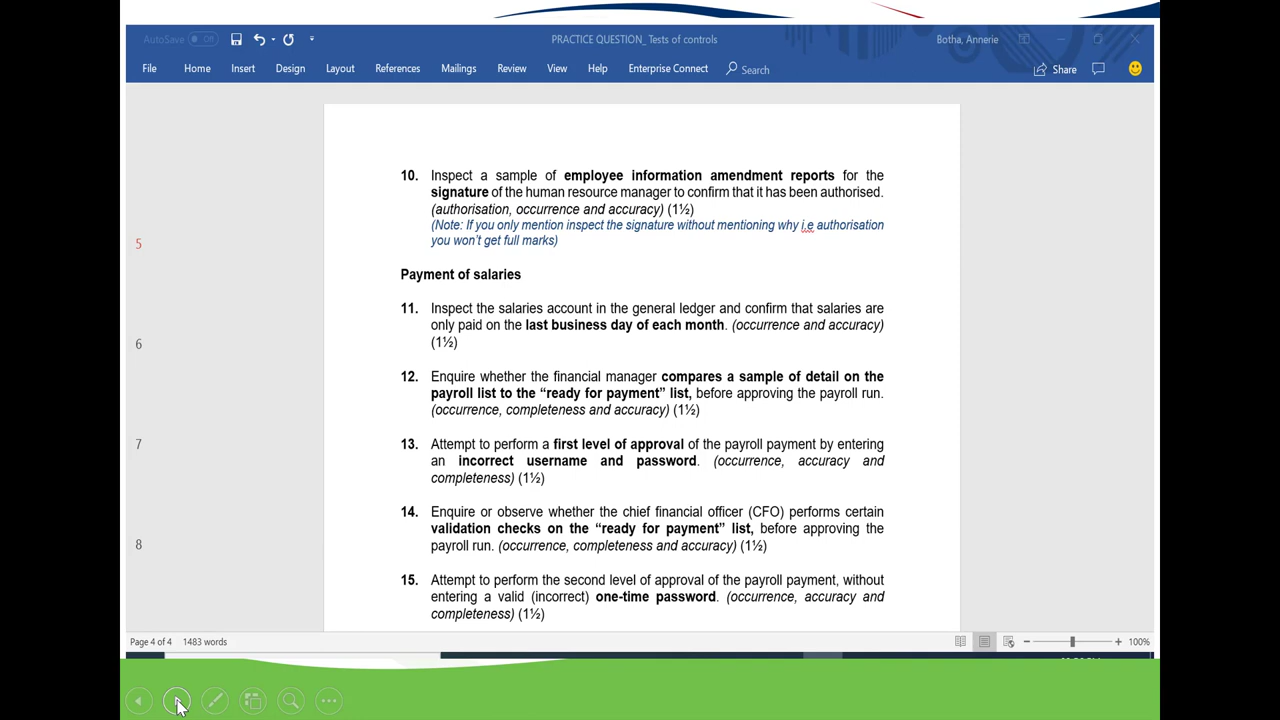 AutoSave Off
PRACTICE QUESTION_ Tests of controls
Botha, Annerie
File Home Insert Design Layout References Mailings Review View Help Enterprise Connect Search Share
10. Inspect a sample of employee information amendment reports for the
signature of the human resource manager to confirm that it has been authorised.
(authorisation, occurrence and accuracy) (1½)
(Note: If you only mention inspect the signature without mentioning why i.e authorisation
you won't get full marks)
5
Payment of salaries
11. Inspect the salaries account in the general ledger and confirm that salaries are
only paid on the last business day of each month. (occurrence and accuracy)
(1½)
6
12. Enquire whether the financial manager compares a sample of detail on the
payroll list to the “ready for payment” list, before approving the payroll run.
(occurrence, completeness and accuracy) (1½)
7
13. Attempt to perform a first level of approval of the payroll payment by entering
an incorrect username and password. (occurrence, accuracy and
completeness) (1½)
14. Enquire or observe whether the chief financial officer (CFO) performs certain
validation checks on the “ready for payment” list, before approving the
payroll run. (occurrence, completeness and accuracy) (1½)
8
15. Attempt to perform the second level of approval of the payroll payment, without
entering a valid (incorrect) one-time password. (occurrence, accuracy and
completeness) (1½)
Page 4 of 4 1483 words
100%